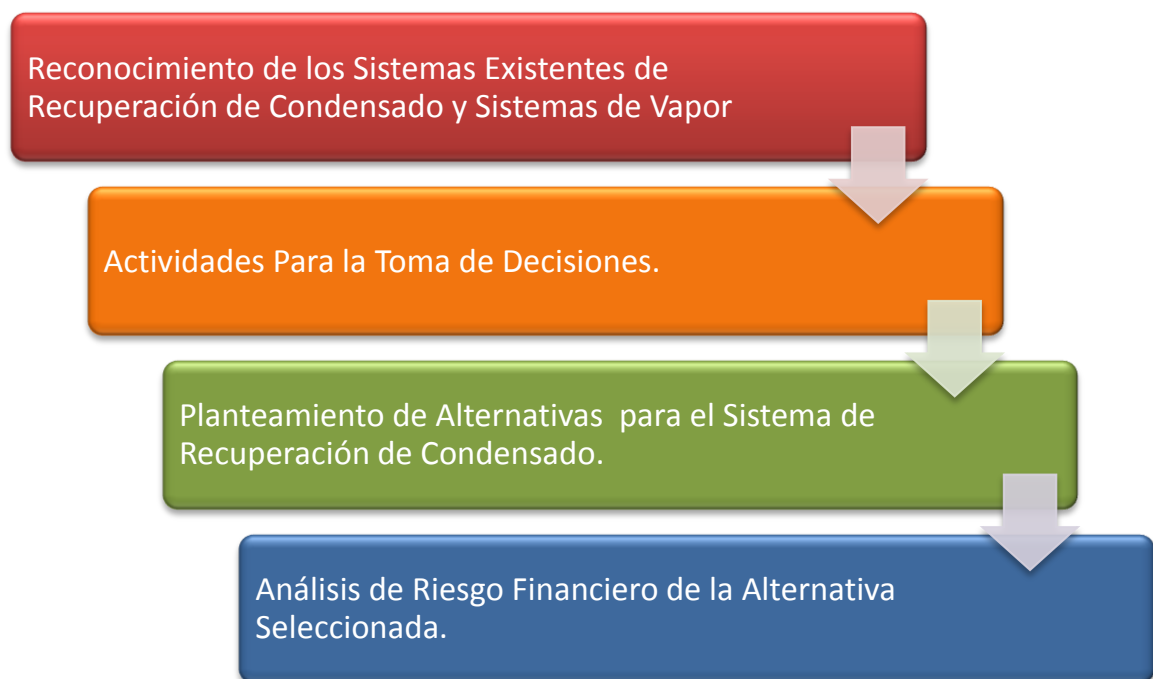 Reconocimiento de los Sistemas Existentes de
Recuperación de Condensado y Sistemas de Vapor
Actividades Para la Toma de Decisiones.
Planteamiento de Alternativas  para el Sistema de
Recuperación de Condensado.
Análisis de Riesgo Financiero de la Alternativa
Seleccionada.